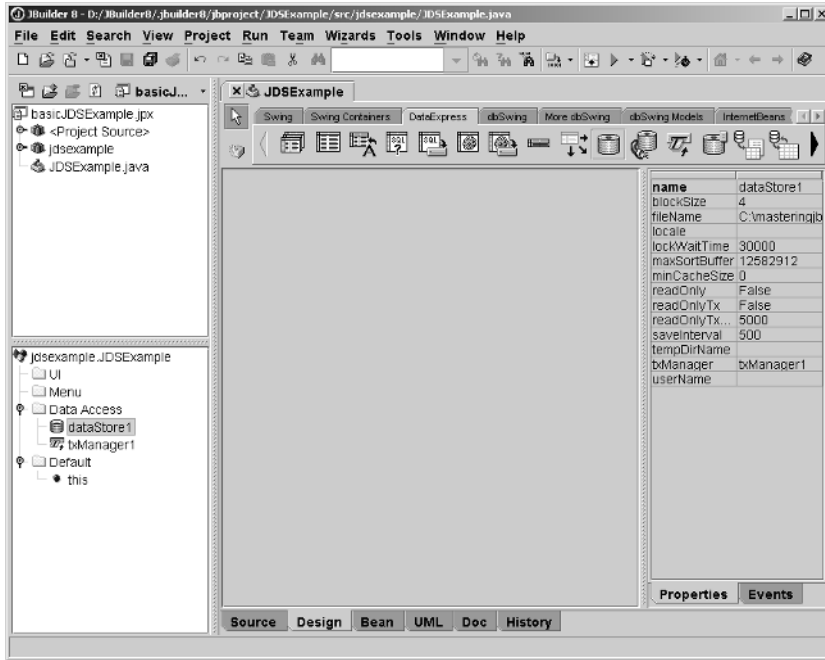 JBuilder 8 - D:/JBuilder8/.jbuilder8/jbproject/JDSExample/src/jdsexample/JDSExample.java
File Edit Search View Project Run Team Wizards Tools Window Help
basicJ...
JDSExample
basicJDSExample.jpx
<Project Source>
jdsexample
JDSExample.java
Swing Swing Containers DataExpress dbSwing More dbSwing dbSwing Models InternetBeans
name dataStore1
blockSize 4
fileName C:\masteringjb
locale
lockWaitTime 30000
maxSortBuffer 12582912
minCacheSize 0
readOnly False
readOnlyTx False
readOnlyTx... 5000
saveInterval 500
tempDirName
txManager txManager1
userName
jdsexample.JDSExample
UI
Menu
Data Access
dataStore1
txManager1
Default
this
Properties Events
Source Design Bean UML Doc History